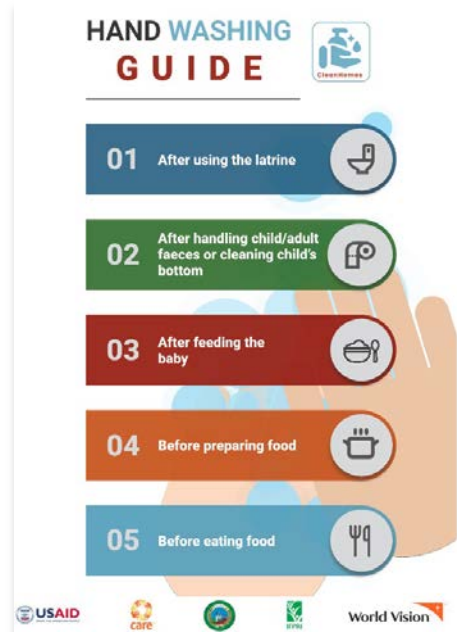 HAND WASHING
GUIDE
CleanHomes
01
After using the latrine
02
After handling child/adult
faeces or cleaning child's
bottom
03
After feeding the
baby
04
Before preparing food
05
Before eating food
USAID
care
IFPRI
World Vision